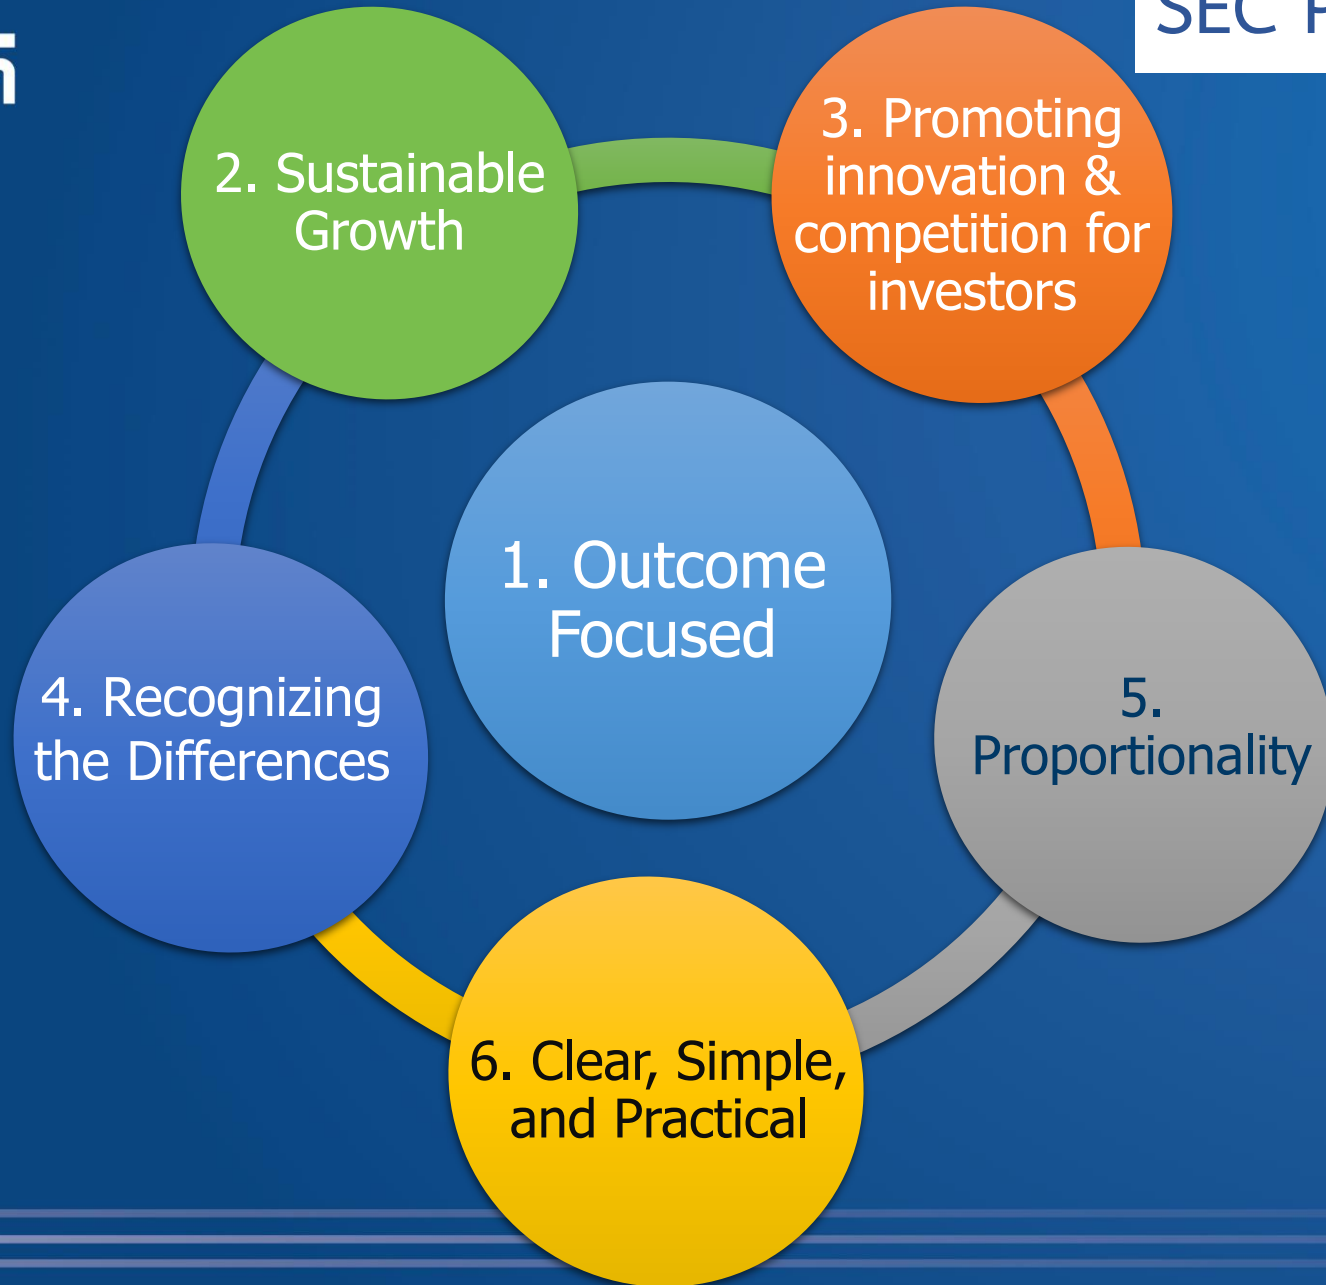 SEC
2. Sustainable
Growth
3. Promoting
innovation &
competition for
investors
1. Outcome
Focused
4. Recognizing
the Differences
5.
Proportionality
6. Clear, Simple,
and Practical